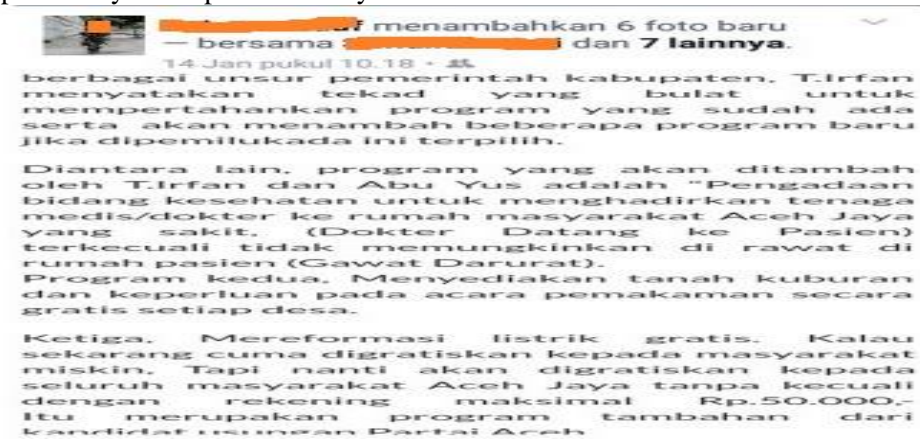 menambahkan 6 foto baru
— bersama dan 7 lainnya.
14 Jan pukul 10.18 •
berbagai unsur pemerintah kabupaten, T.Irfan
menyatakan tekad yang bulat untuk
mempertahankan program yang sudah ada
serta akan menambah beberapa program baru
jika dipemilukada ini terpilih.
Diantara lain, program yang akan ditambah
oleh T.Irfan dan Abu Yus adalah "Pengadaan
bidang kesehatan untuk menghadirkan tenaga
medis/dokter ke rumah masyarakat Aceh Jaya
yang sakit, (Dokter Datang ke Pasien)
terkecuali tidak memungkinkan di rawat di
rumah pasien (Gawat Darurat).
Program kedua, Menyediakan tanah kuburan
dan keperluan pada acara pemakaman secara
gratis setiap desa.
Ketiga, Mereformasi listrik gratis. Kalau
sekarang cuma digratiskan kepada masyarakat
miskin, Tapi nanti akan digratiskan kepada
seluruh masyarakat Aceh Jaya tanpa kecuali
dengan rekening maksimal Rp.50.000,-
Itu merupakan program tambahan dari
kandidat usungan Partai Aceh